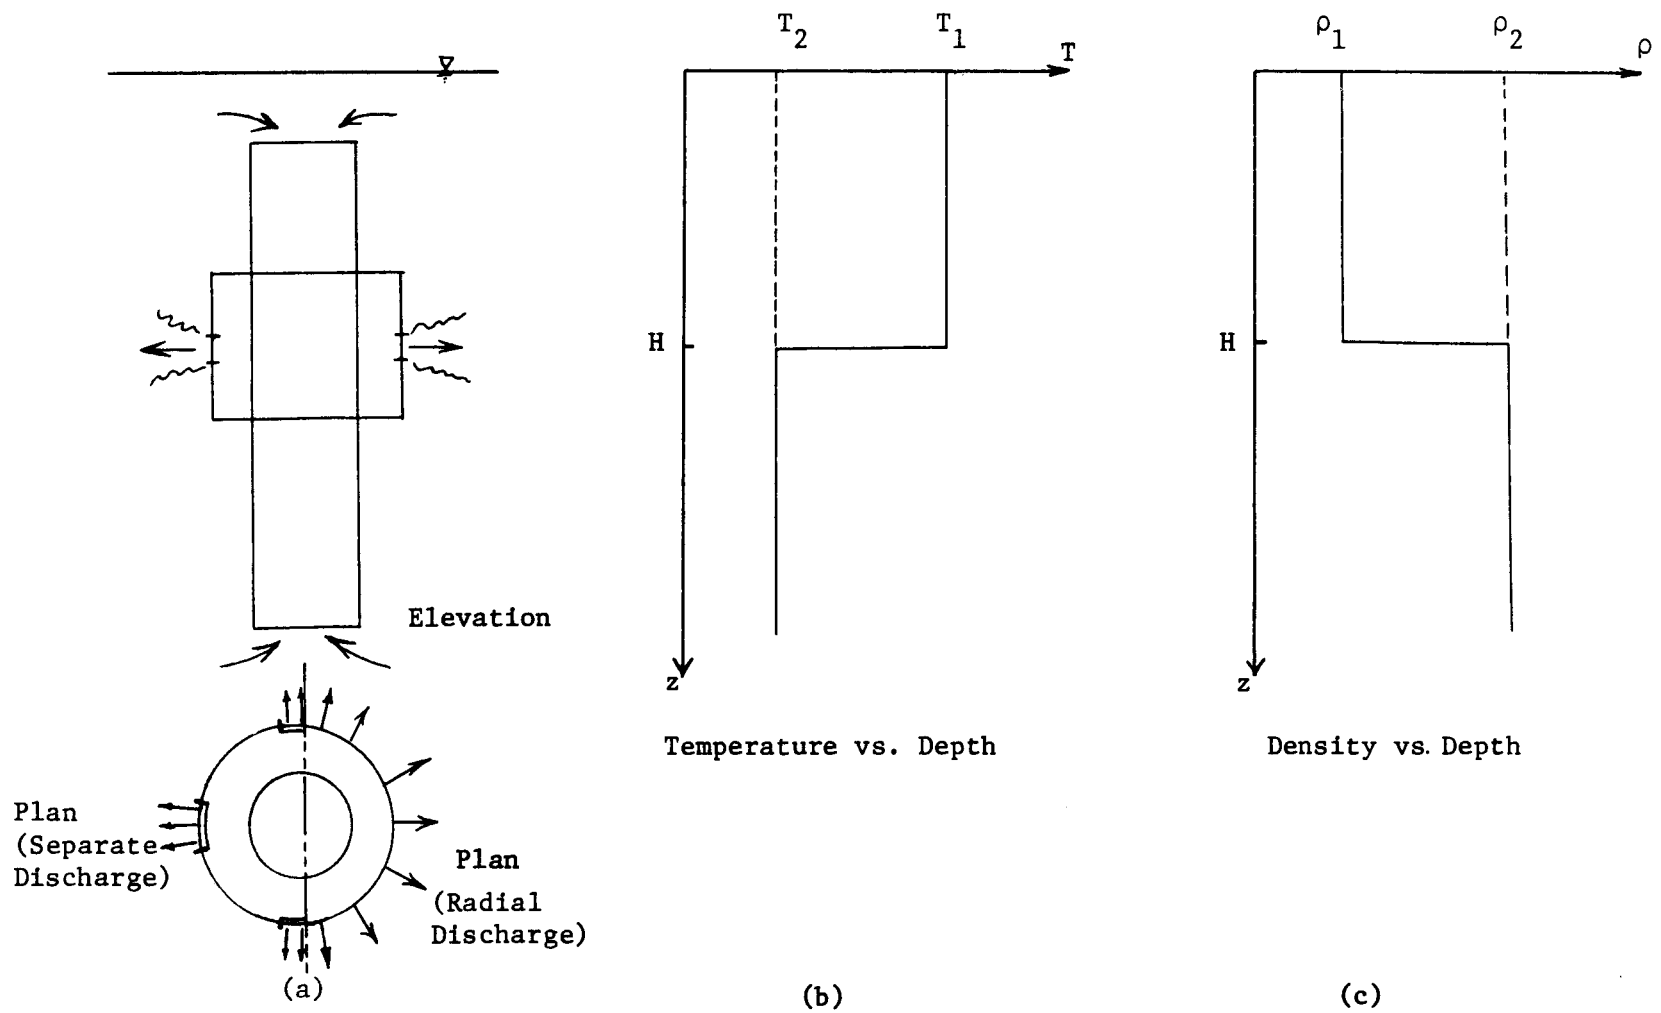 T2
T1
T
ρ1
ρ2
ρ
H
H
Elevation
z
z
Temperature vs. Depth
Density vs. Depth
Plan
(Separate
Discharge)
Plan
(Radial
Discharge)
(a)
(b)
(c)